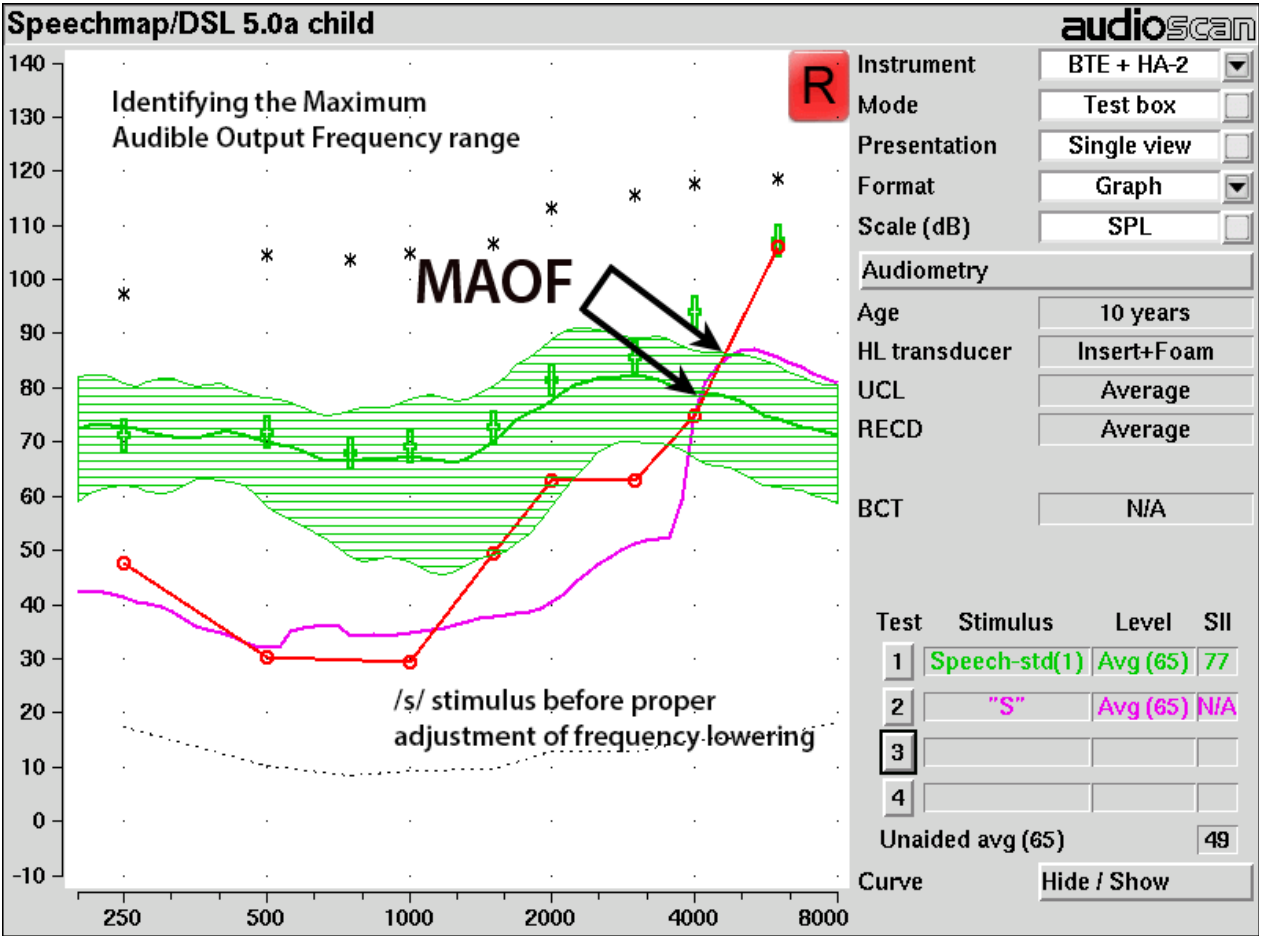 Speechmap/DSL 5.0a child
audioscan
140
130
120
110
100
90
80
70
60
50
40
30
20
10
0
-10
250
500
1000
2000
4000
8000
Identifying the Maximum
Audible Output Frequency range
R
MAOF
/s/ stimulus before proper
adjustment of frequency lowering
Instrument BTE + HA-2
Mode Test box
Presentation Single view
Format Graph
Scale (dB) SPL
Audiometry
Age 10 years
HL transducer Insert+Foam
UCL Average
RECD Average
BCT N/A
Test Stimulus Level SII
1 Speech-std(1) Avg (65) 77
2 "S" Avg (65) N/A
3
4
Unaided avg (65) 49
Curve Hide / Show